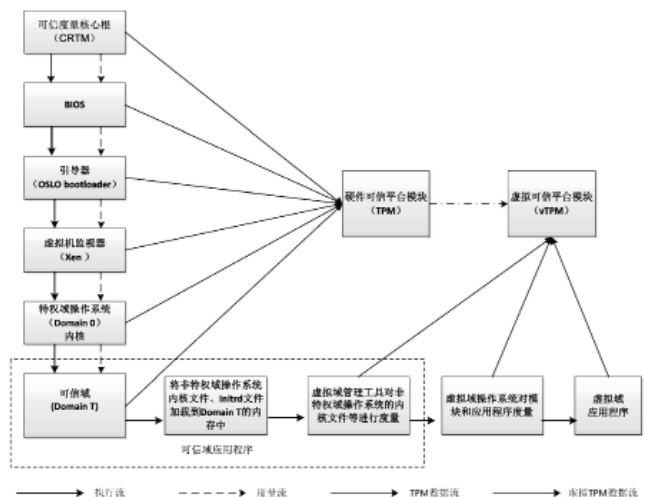 可信度量核心根
（CRTM）
BIOS
引导器
（OSLO bootloader）
硬件可信平台模块
（TPM）
虚拟可信平台模块
（vTPM）
虚拟机监视器
（Xen ）
特权域操作系统
（Domain 0）
内核
可信域
(Domain T)
将非特权域操作系统
内核文件、Initrd文件
加载到Domain T的内
存中
虚拟域管理工具对非
特权域操作系统的内
核文件等进行度量
虚拟域操作系统对模
块和应用程序度量
虚拟域
应用程序
可信域应用程序
执行流
度量流
TPM数据流
虚拟TPM数据流